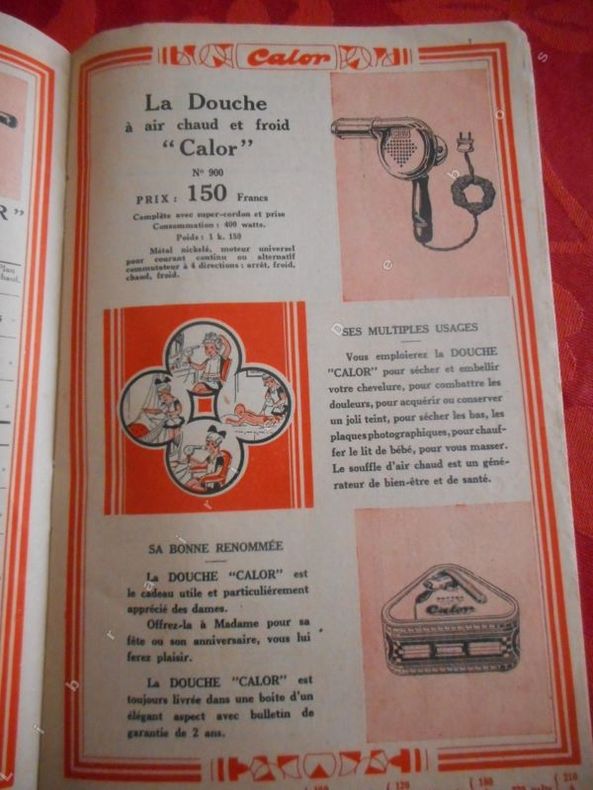 Calor
La Douche
à air chaud et froid
"Calor"
N° 900
PRIX : 150 Francs
Complète avec super-cordon et prise
Consommation : 400 watts.
Poids : 1 k. 150
Métal nickelé, moteur universel
pour courant continu ou alternatif
commutateur à 4 directions : arrêt, froid,
chaud, froid.
SES MULTIPLES USAGES
Vous emploierez la DOUCHE
"CALOR" pour sécher et embellir
votre chevelure, pour combattre les
douleurs, pour acquérir ou conserver
un joli teint, pour sécher les bas, les
plaques photographiques, pour chauf-
fer le lit de bébé, pour vous masser.
Le souffle d'air chaud est un géné-
rateur de bien-être et de santé.
SA BONNE RENOMMÉE
La DOUCHE "CALOR" est
le cadeau utile et particulièrement
apprécié des dames.
Offrez-la à Madame pour sa
fête ou son anniversaire, vous lui
ferez plaisir.
La DOUCHE "CALOR" est
toujours livrée dans une boite d'un
élégant aspect avec bulletin de
garantie de 2 ans.
Calor
Calor